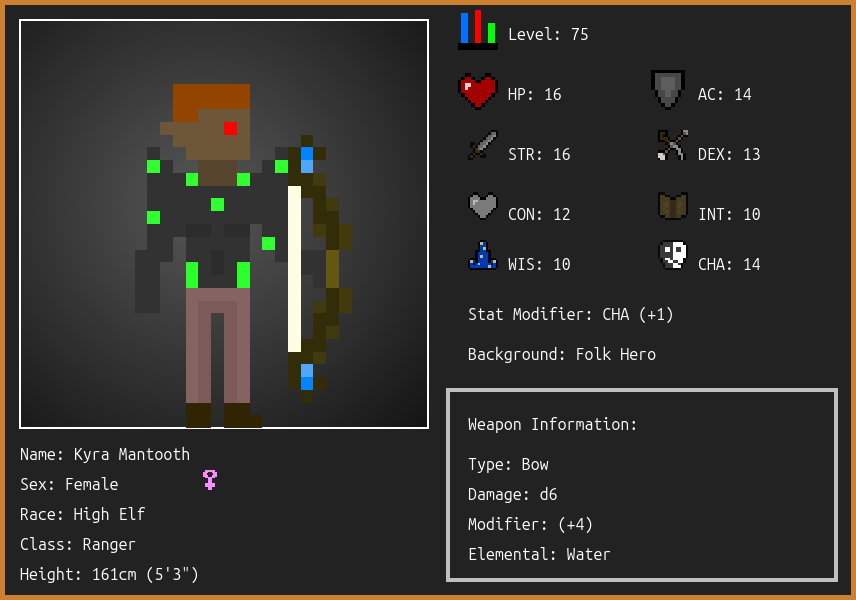 Level: 75
HP: 16
AC: 14
STR: 16
DEX: 13
CON: 12
INT: 10
WIS: 10
CHA: 14
Stat Modifier: CHA (+1)
Background: Folk Hero
Name: Kyra Mantooth
Sex: Female
Race: High Elf
Class: Ranger
Height: 161cm (5'3")
Weapon Information:
Type: Bow
Damage: d6
Modifier: (+4)
Elemental: Water